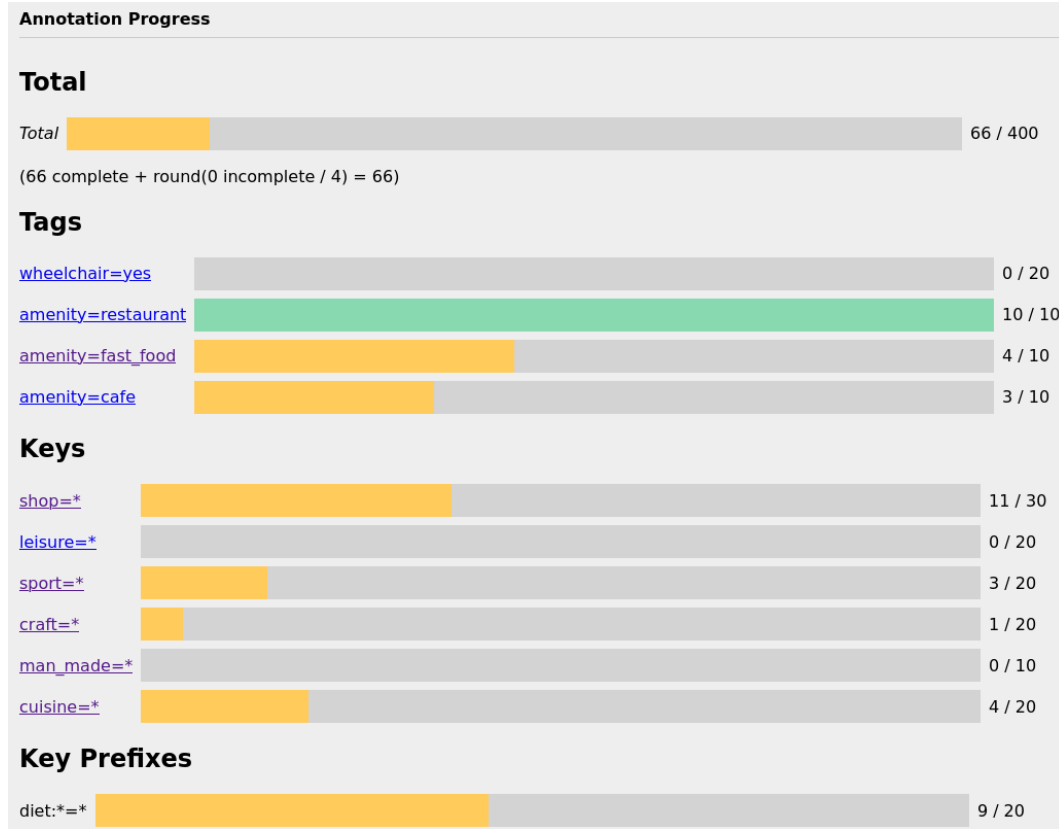 Annotation Progress
Total
Total 66 / 400
(66 complete + round(0 incomplete / 4) = 66)
Tags
wheelchair=yes 0 / 20
amenity=restaurant 10 / 10
amenity=fast_food 4 / 10
amenity=cafe 3 / 10
Keys
shop=* 11 / 30
leisure=* 0 / 20
sport=* 3 / 20
craft=* 1 / 20
man_made=* 0 / 10
cuisine=* 4 / 20
Key Prefixes
diet:*=* 9 / 20